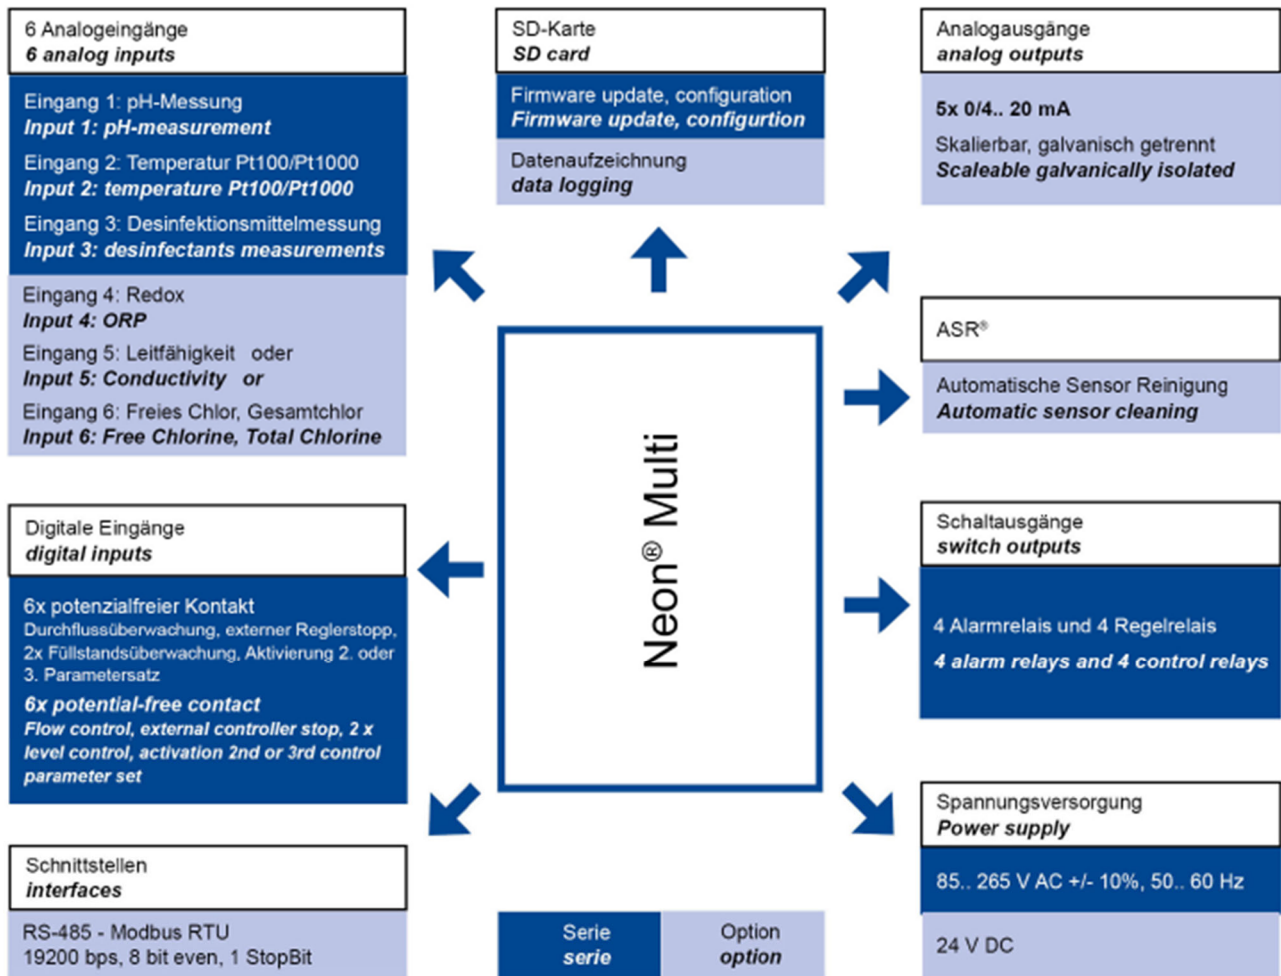 6 Analogeingänge
6 analog inputs
Eingang 1: pH-Messung
Input 1: pH-measurement
Eingang 2: Temperatur Pt100/Pt1000
Input 2: temperature Pt100/Pt1000
Eingang 3: Desinfektionsmittelmessung
Input 3: desinfectants measurements
Eingang 4: Redox
Input 4: ORP
Eingang 5: Leitfähigkeit oder
Input 5: Conductivity or
Eingang 6: Freies Chlor, Gesamtchlor
Input 6: Free Chlorine, Total Chlorine
Digitale Eingänge
digital inputs
6x potenzialfreier Kontakt
Durchflussüberwachung, externer Reglerstopp,
2x Füllstandsüberwachung, Aktivierung 2. oder
3. Parametersatz
6x potential-free contact
Flow control, external controller stop, 2 x
level control, activation 2nd or 3rd control
parameter set
Schnittstellen
interfaces
RS-485 - Modbus RTU
19200 bps, 8 bit even, 1 StopBit
SD-Karte
SD card
Firmware update, configuration
Firmware update, configurtion
Datenaufzeichnung
data logging
Neon® Multi
Serie
serie
Option
option
Analogausgänge
analog outputs
5x 0/4.. 20 mA
Skalierbar, galvanisch getrennt
Scaleable galvanically isolated
ASR®
Automatische Sensor Reinigung
Automatic sensor cleaning
Schaltausgänge
switch outputs
4 Alarmrelais und 4 Regelrelais
4 alarm relays and 4 control relays
Spannungsversorgung
Power supply
85.. 265 V AC +/- 10%, 50.. 60 Hz
24 V DC